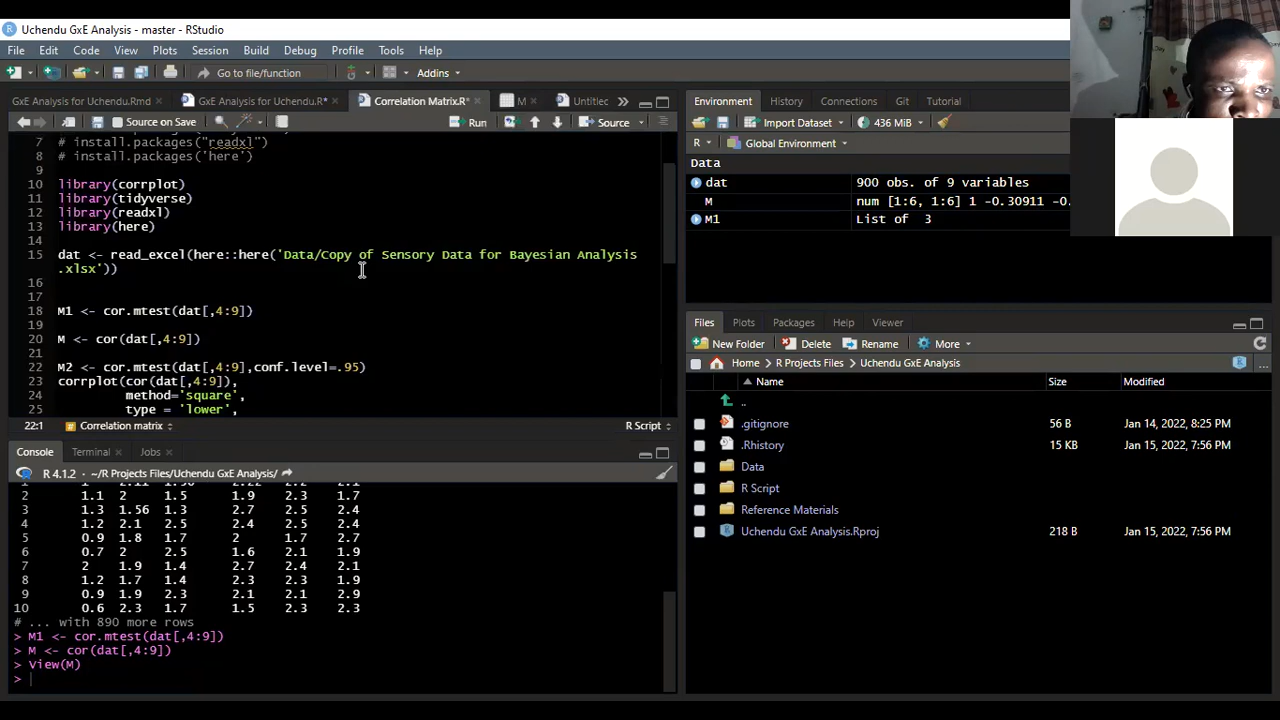 Uchendu GxE Analysis - master - RStudio
File Edit Code View Plots Session Build Debug Profile Tools Help
Go to file/function Addins
GxE Analysis for Uchendu.Rmd GxE Analysis for Uchendu.R* Correlation Matrix.R* M Untitlec
Source on Save Run Source
7 # install.packages("readxl")
8 # install.packages('here')
9
10 library(corrplot)
11 library(tidyverse)
12 library(readxl)
13 library(here)
14
15 dat <- read_excel(here::here('Data/Copy of Sensory Data for Bayesian Analysis
.xlsx'))
16
17
18 M1 <- cor.mtest(dat[,4:9])
19
20 M <- cor(dat[,4:9])
21
22 M2 <- cor.mtest(dat[,4:9],conf.level=.95)
23 corrplot(cor(dat[,4:9]),
24 method='square',
25 type = 'lower',
22:1 Correlation matrix R Script
Console Terminal Jobs
R 4.1.2 · ~/R Projects Files/Uchendu GxE Analysis/
2 1.1 2 1.5 1.9 2.3 1.7
3 1.3 1.56 1.3 2.7 2.5 2.4
4 1.2 2.1 2.5 2.4 2.5 2
5 0.9 1.8 1.7 2 1.7 2.7
6 0.7 2 2.5 1.6 2.1 1.9
7 2 1.9 1.4 2.7 2.4 2.1
8 1.2 1.7 1.4 2.3 2.3 1.9
9 0.9 1.9 2.3 2.1 2.1 2.9
10 0.6 2.3 1.7 1.5 2.3 2.3
# ... with 890 more rows
> M1 <- cor.mtest(dat[,4:9])
> M <- cor(dat[,4:9])
> View(M)
>
Environment History Connections Git Tutorial
Import Dataset 436 MiB
R Global Environment
Data
dat 900 obs. of 9 variables
M num [1:6, 1:6] 1 -0.30911 -0.
M1 List of 3
Files Plots Packages Help Viewer
New Folder Delete Rename More
Home R Projects Files Uchendu GxE Analysis
Name Size Modified
..
.gitignore 56 B Jan 14, 2022, 8:25 PM
.Rhistory 15 KB Jan 15, 2022, 7:56 PM
Data
R Script
Reference Materials
Uchendu GxE Analysis.Rproj 218 B Jan 15, 2022, 7:56 PM